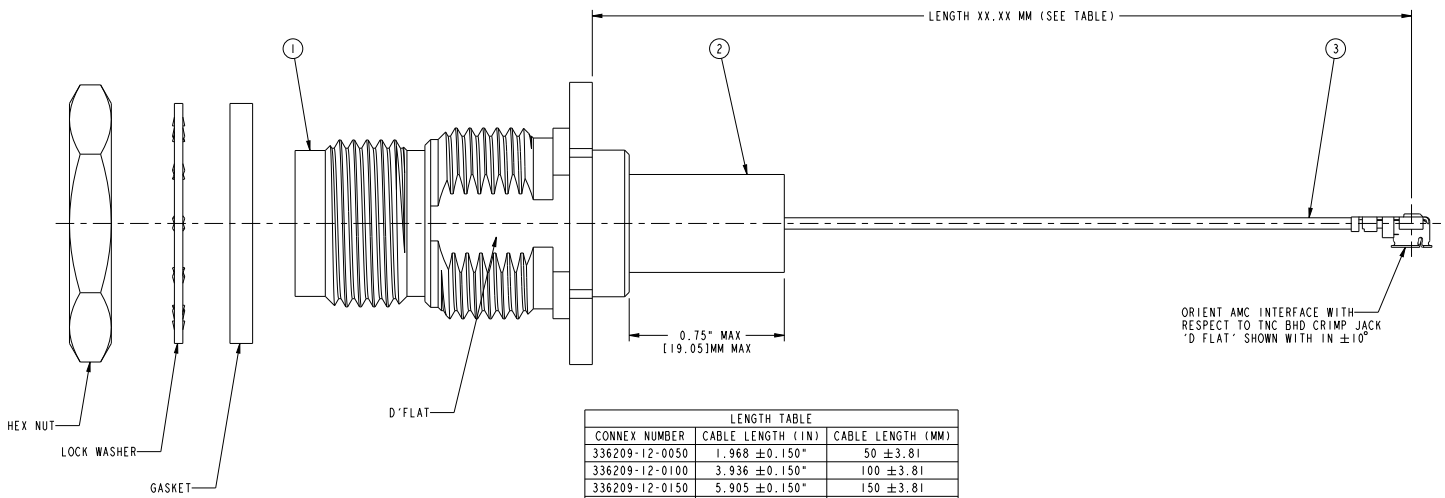 LENGTH XX.XX MM (SEE TABLE)
1
2
3
ORIENT AMC INTERFACE WITH
RESPECT TO TNC BHD CRIMP JACK
'D FLAT' SHOWN WITH IN ±10°
0.75" MAX
[19.05]MM MAX
D'FLAT
HEX NUT
LOCK WASHER
GASKET
LENGTH TABLE
CONNEX NUMBER CABLE LENGTH (IN) CABLE LENGTH (MM)
336209-12-0050 1.968 ±0.150" 50 ±3.81
336209-12-0100 3.936 ±0.150" 100 ±3.81
336209-12-0150 5.905 ±0.150" 150 ±3.81